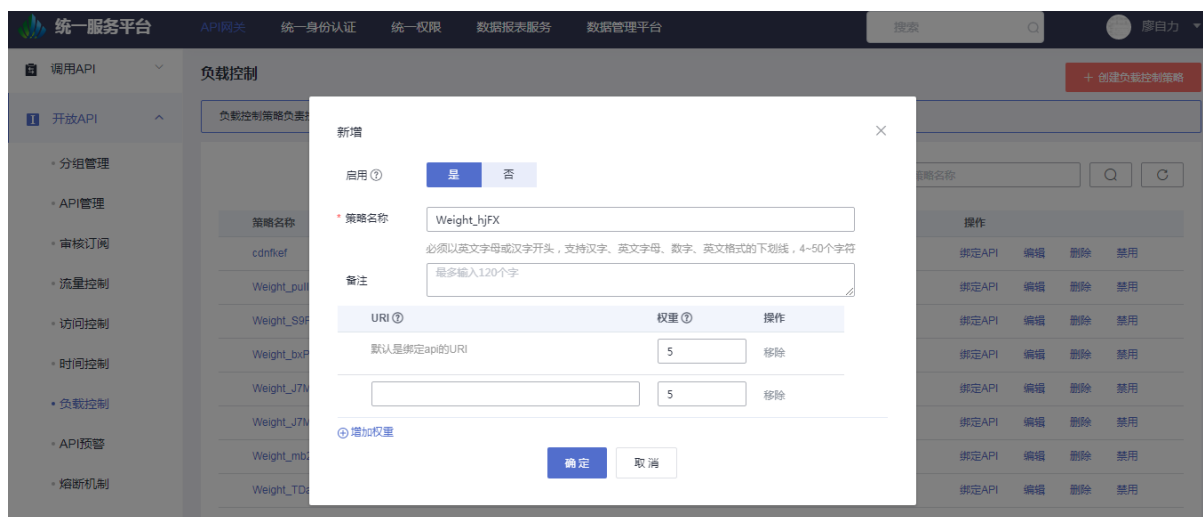 统一服务平台 API网关 统一身份认证 统一权限 数据报表服务 数据管理平台 搜索 廖自力
调用API
负载控制
+ 创建负载控制策略
开放API
负载控制策略负责
分组管理
API管理
审核订阅
流量控制
访问控制
时间控制
负载控制
API预警
熔断机制
新增
启用 是 否
* 策略名称 Weight_hjFX
必须以英文字母或汉字开头，支持汉字、英文字母、数字、英文格式的下划线，4~50个字符
备注 最多输入120个字
URI 权重 操作
默认是绑定api的URI 5 移除
5 移除
增加权重
确定 取消
策略名称
策略名称 操作
cdnfkef 绑定API 编辑 删除 禁用
Weight_pull 绑定API 编辑 删除 禁用
Weight_S9F 绑定API 编辑 删除 禁用
Weight_bxP 绑定API 编辑 删除 禁用
Weight_J7M 绑定API 编辑 删除 禁用
Weight_J7M 绑定API 编辑 删除 禁用
Weight_mb2 绑定API 编辑 删除 禁用
Weight_TDa 绑定API 编辑 删除 禁用